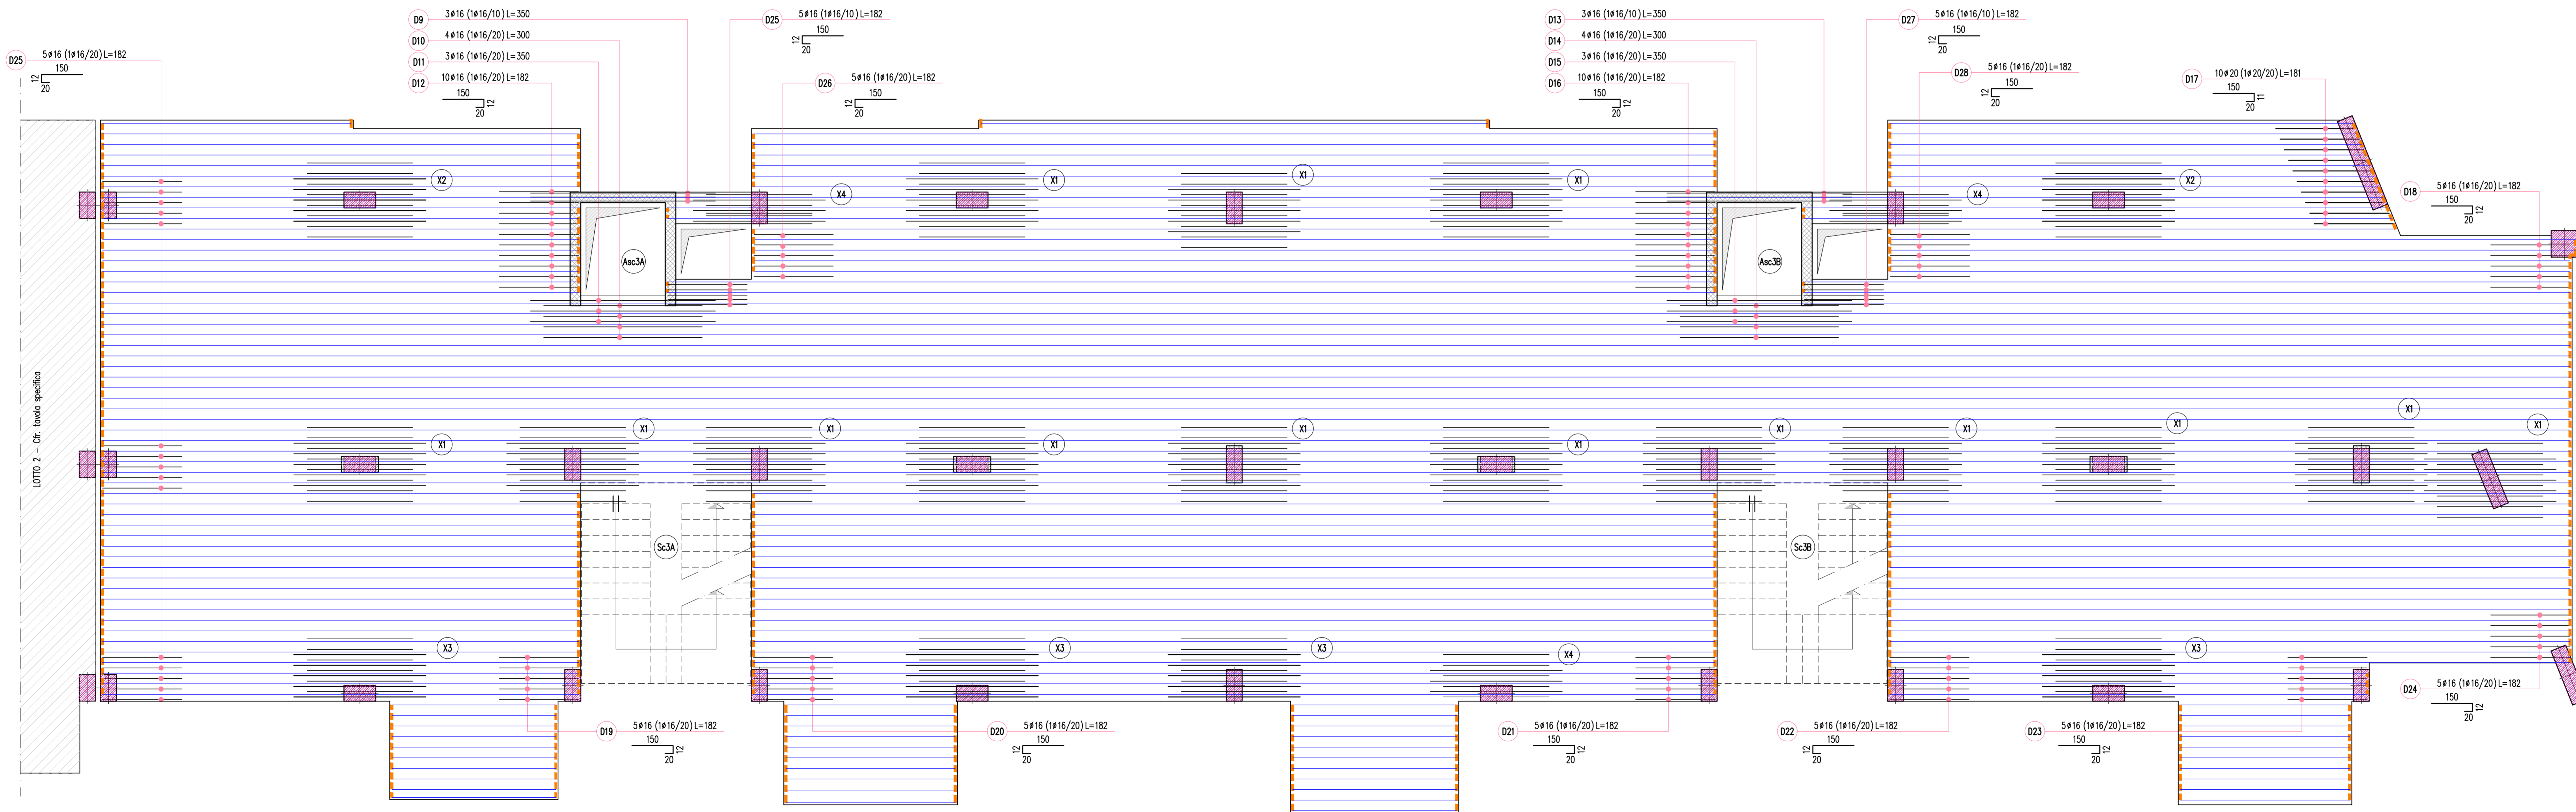 D9 3ø16 (1ø16/10) L=350
D10 4ø16 (1ø16/20) L=300
D11 3ø16 (1ø16/20) L=350
D12 10ø16 (1ø16/20) L=182
150
12
20
D25 5ø16 (1ø16/10) L=182
150
12
20
D13 3ø16 (1ø16/10) L=350
D14 4ø16 (1ø16/20) L=300
D15 3ø16 (1ø16/20) L=350
D16 10ø16 (1ø16/20) L=182
150
12
20
D27 5ø16 (1ø16/10) L=182
150
12
20
D25 5ø16 (1ø16/20) L=182
150
12
20
D26 5ø16 (1ø16/20) L=182
150
12
20
D28 5ø16 (1ø16/20) L=182
150
12
20
D17 10ø20 (1ø20/20) L=181
150
11
20
D18 5ø16 (1ø16/20) L=182
150
12
20
X2
X4
X1
X1
X1
X4
X2
Asc3A
Asc3B
LOTTO 2 - Cfr. tavola specifica
X1
X1
X1
X1
X1
X1
X1
X1
X1
X1
X1
Sc3A
Sc3B
X3
X3
X3
X4
X3
D24 5ø16 (1ø16/20) L=182
150
12
20
D19 5ø16 (1ø16/20) L=182
150
12
20
D20 5ø16 (1ø16/20) L=182
150
12
20
D21 5ø16 (1ø16/20) L=182
150
12
20
D22 5ø16 (1ø16/20) L=182
150
12
20
D23 5ø16 (1ø16/20) L=182
150
12
20